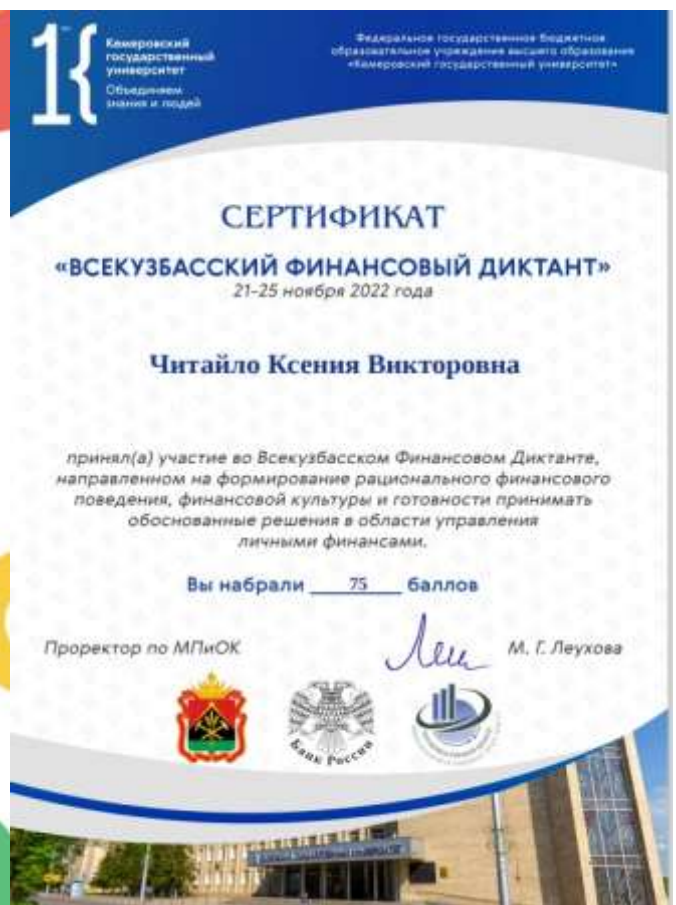 Кемеровский
государственный
университет
Объединяем
знания и людей
Федеральное государственное бюджетное
образовательное учреждение высшего образования
«Кемеровский государственный университет»
СЕРТИФИКАТ
«ВСЕКУЗБАССКИЙ ФИНАНСОВЫЙ ДИКТАНТ»
21-25 ноября 2022 года
Читайло Ксения Викторовна
принял(а) участие во Всекузбасском Финансовом Диктанте,
направленном на формирование рационального финансового
поведения, финансовой культуры и готовности принимать
обоснованные решения в области управления
личными финансами.
Вы набрали 75 баллов
Проректор по МПиОК
М. Г. Леухова
Банк России